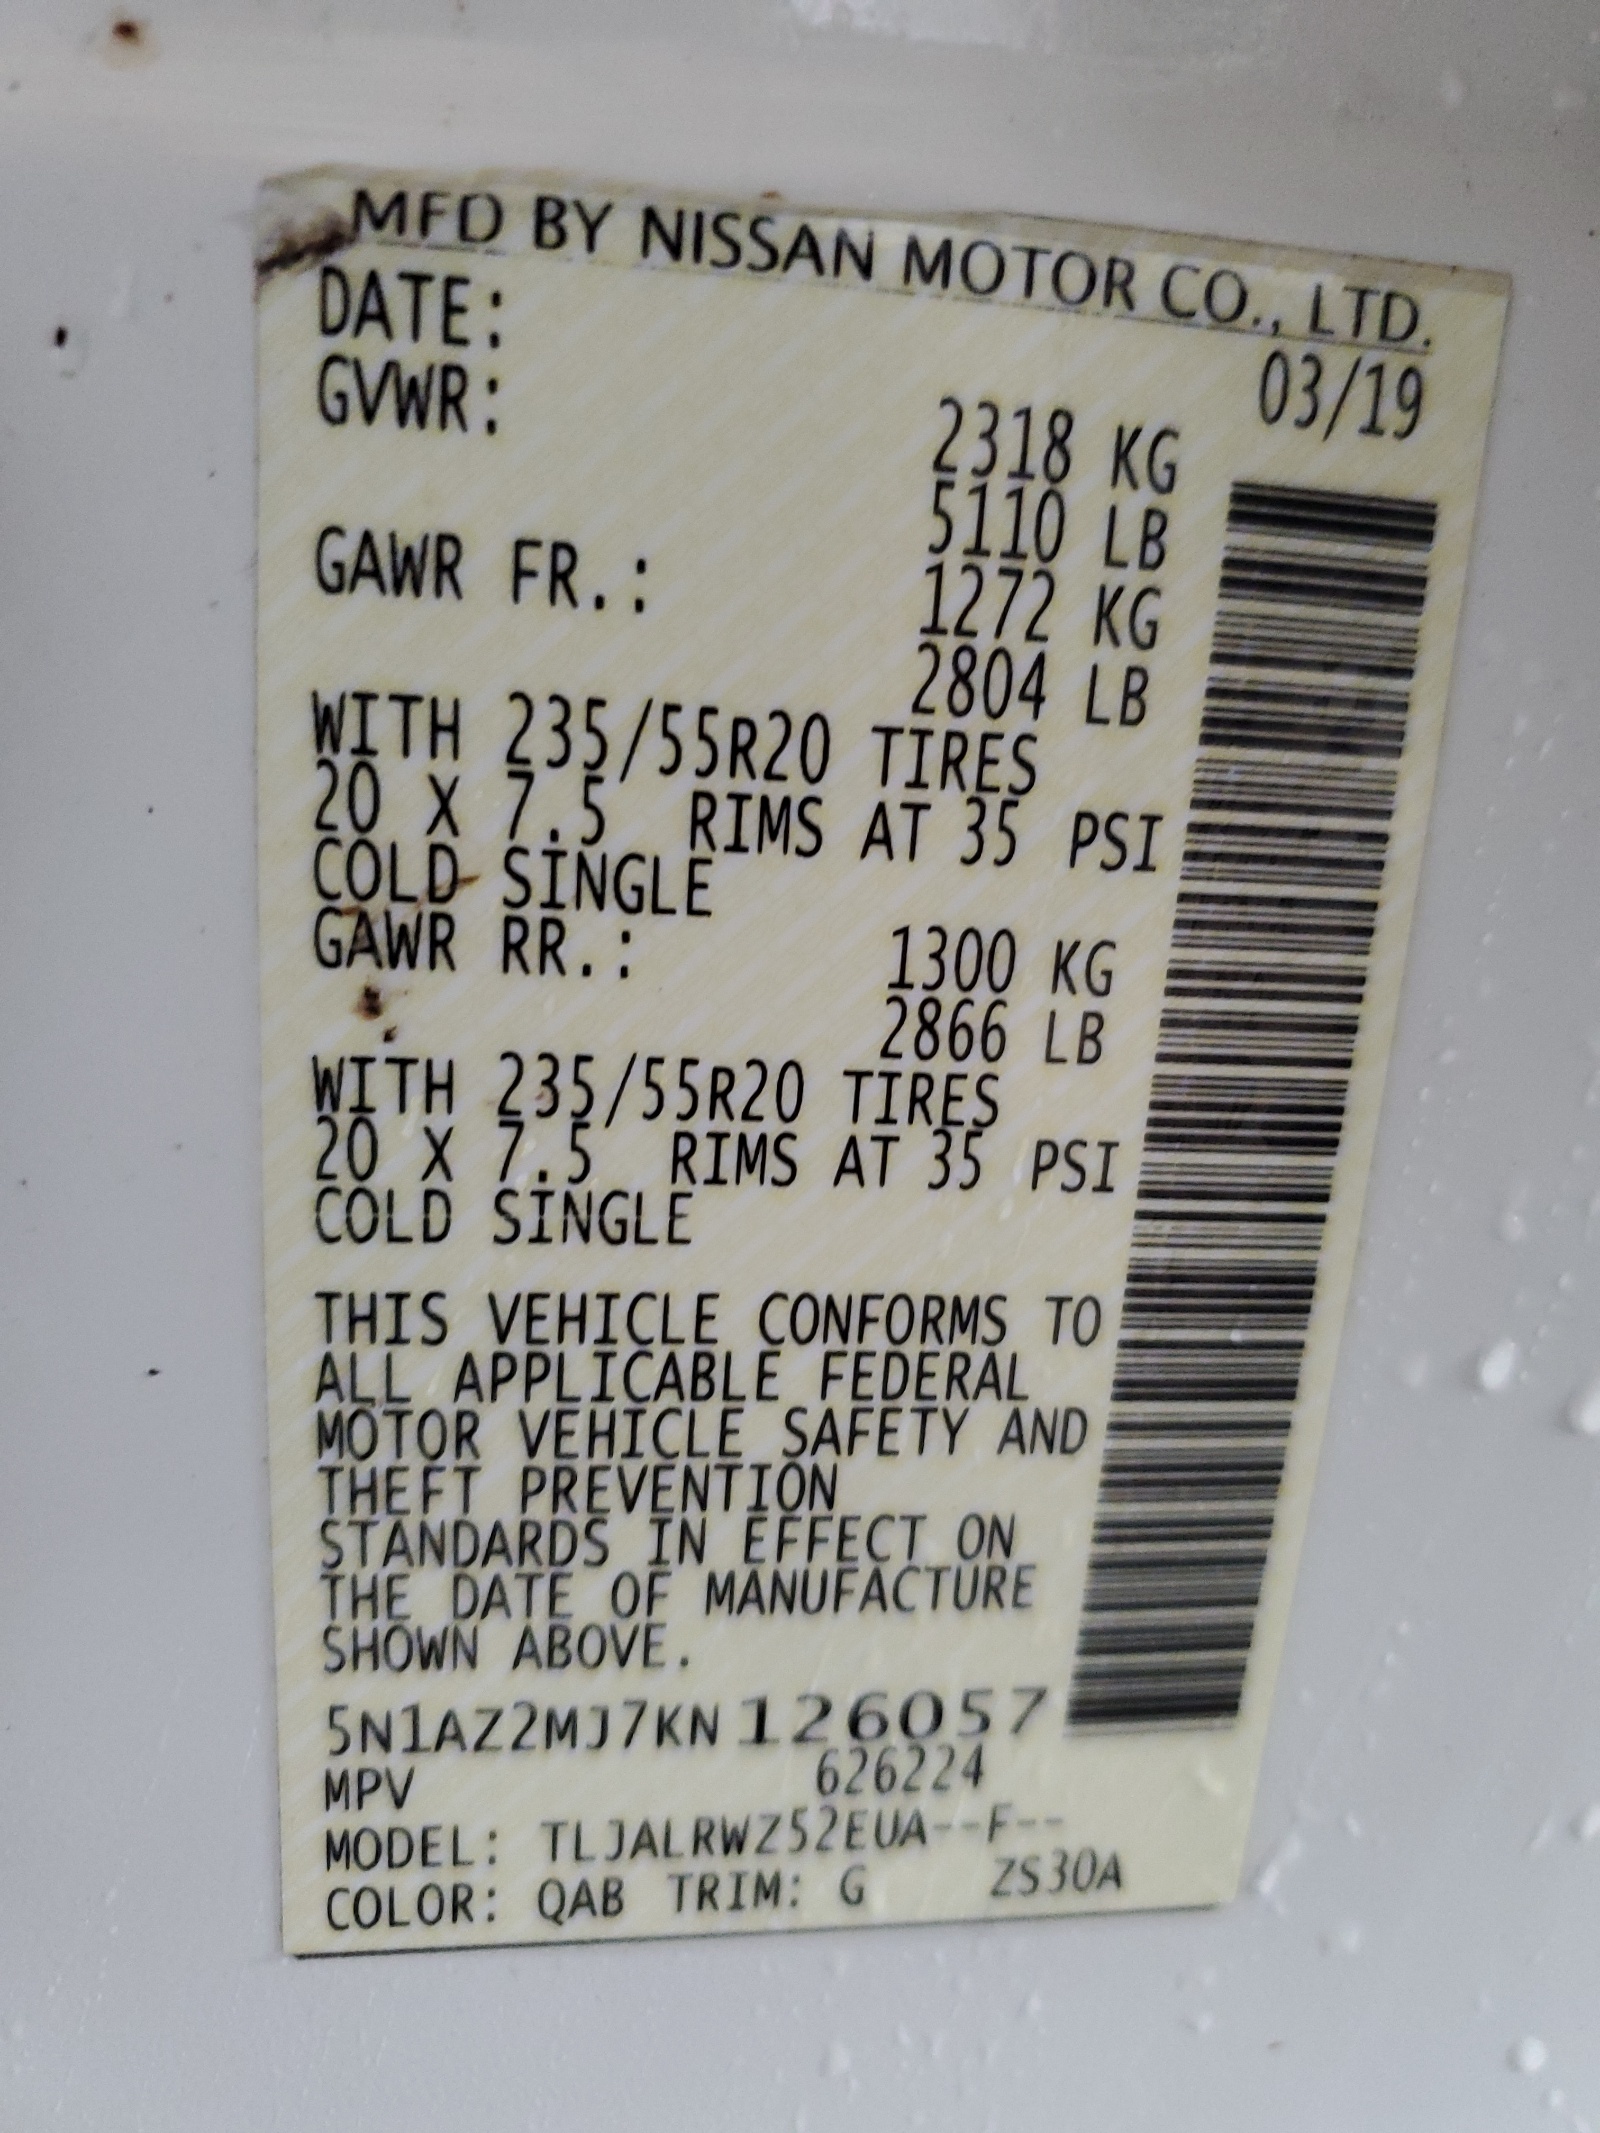 MFD BY NISSAN MOTOR CO., LTD.
DATE: 03/19
GVWR: 2318 KG
5110 LB
GAWR FR.: 1272 KG
2804 LB
WITH 235/55R20 TIRES
20 X 7.5 RIMS AT 35 PSI
COLD SINGLE
GAWR RR.: 1300 KG
2866 LB
WITH 235/55R20 TIRES
20 X 7.5 RIMS AT 35 PSI
COLD SINGLE
THIS VEHICLE CONFORMS TO
ALL APPLICABLE FEDERAL
MOTOR VEHICLE SAFETY AND
THEFT PREVENTION
STANDARDS IN EFFECT ON
THE DATE OF MANUFACTURE
SHOWN ABOVE.
5N1AZ2MJ7KN126057
MPV 626224
MODEL: TLJALRWZ52EUA--F--
COLOR: QAB TRIM: G ZS30A